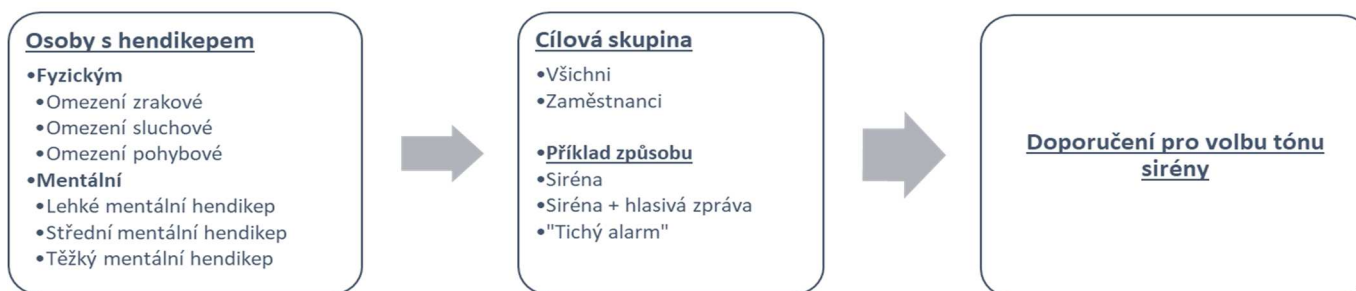 Osoby s hendikepem
•Fyzickým
•Omezení zrakové
•Omezení sluchové
•Omezení pohybové
•Mentální
•Lehké mentální hendikep
•Střední mentální hendikep
•Těžký mentální hendikep
Cílová skupina
•Všichni
•Zaměstnanci
•Příklad způsobu
•Siréna
•Siréna + hlasivá zpráva
•"Tichý alarm"
Doporučení pro volbu tónu
sirény